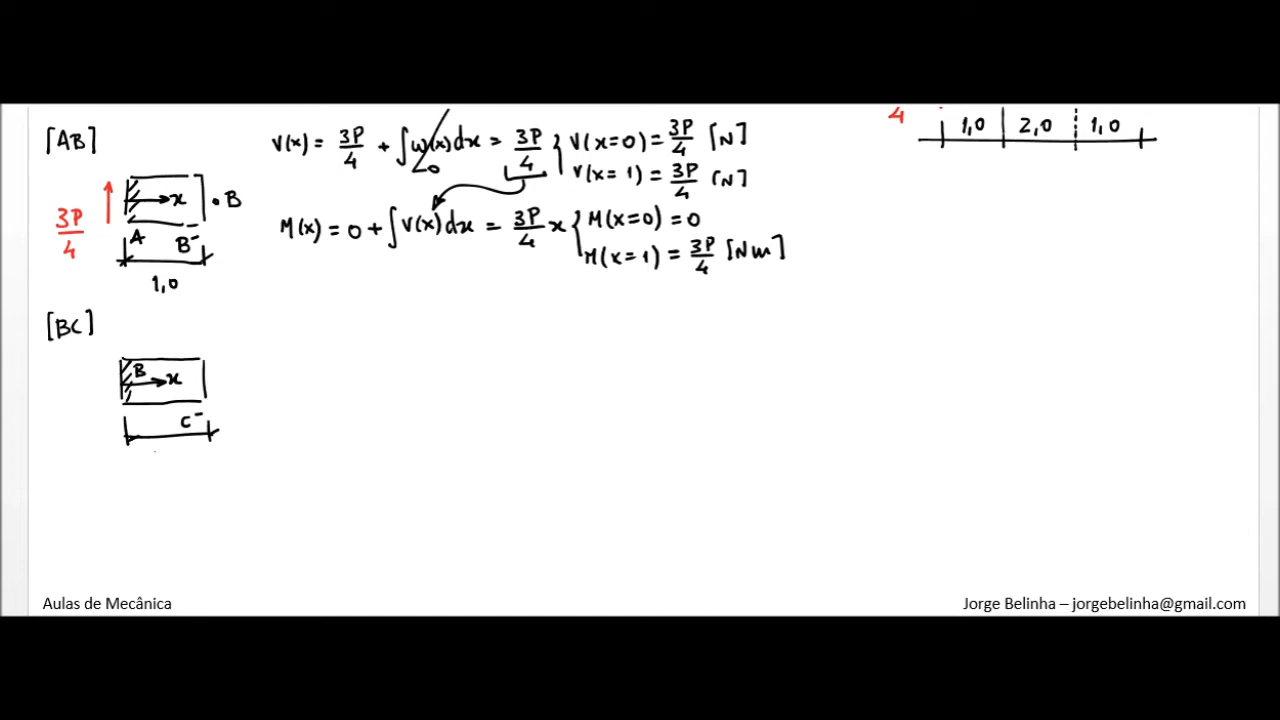 [AB]
V(x) = 3P/4 + ∫w(x)dx = 3P/4 { V(x=0) = 3P/4 [N]
V(x=1) = 3P/4 [N]
0
4
1,0 2,0 1,0
3P/4
x
• B
A B⁻
1,0
M(x) = 0 + ∫V(x)dx = 3P/4 x { M(x=0) = 0
M(x=1) = 3P/4 [Nm]
[BC]
B x
C⁻
Aulas de Mecânica
Jorge Belinha – jorgebelinha@gmail.com